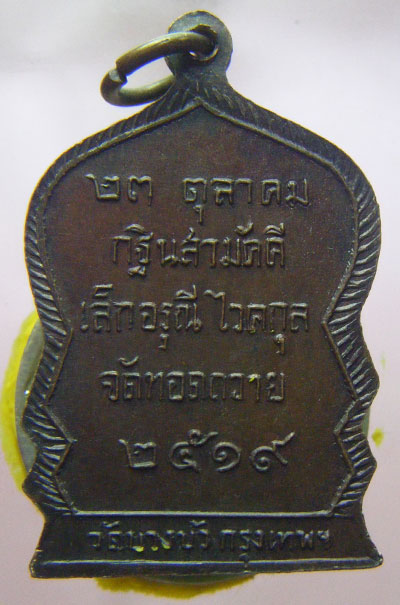 ๒๓ ตุลาคม
กฐินสามัคคี
เล็ก อรุณี ไวคกุล
จัดทอดถวาย
๒๕๑๙
วัดบางบัว กรุงเทพฯ